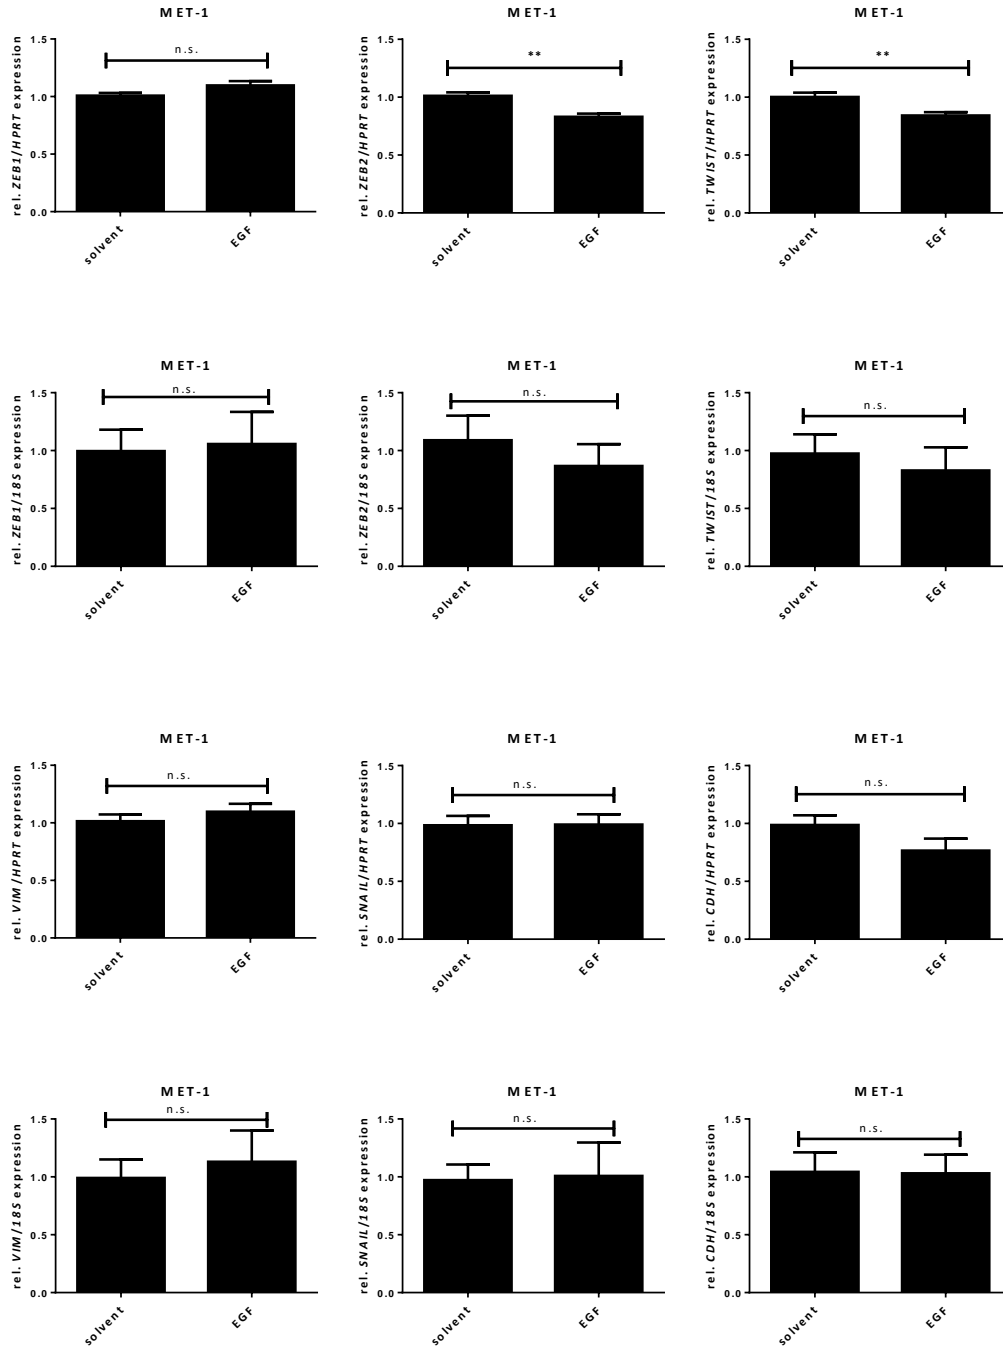 MET-1
MET-1
MET-1
rel. ZEB1/HPRT expression
1.5
1.0
0.5
0.0
n.s.
solvent
EGF
rel. ZEB2/HPRT expression
1.5
1.0
0.5
0.0
**
solvent
EGF
rel. TWIST/HPRT expression
1.5
1.0
0.5
0.0
**
solvent
EGF
MET-1
MET-1
MET-1
rel. ZEB1/18S expression
1.5
1.0
0.5
0.0
n.s.
solvent
EGF
rel. ZEB2/18S expression
1.5
1.0
0.5
0.0
n.s.
solvent
EGF
rel. TWIST/18S expression
1.5
1.0
0.5
0.0
n.s.
solvent
EGF
MET-1
MET-1
MET-1
rel. VIM/HPRT expression
1.5
1.0
0.5
0.0
n.s.
solvent
EGF
rel. SNAIL/HPRT expression
1.5
1.0
0.5
0.0
n.s.
solvent
EGF
rel. CDH/HPRT expression
1.5
1.0
0.5
0.0
n.s.
solvent
EGF
MET-1
MET-1
MET-1
rel. VIM/18S expression
1.5
1.0
0.5
0.0
n.s.
solvent
EGF
rel. SNAIL/18S expression
1.5
1.0
0.5
0.0
n.s.
solvent
EGF
rel. CDH/18S expression
1.5
1.0
0.5
0.0
n.s.
solvent
EGF